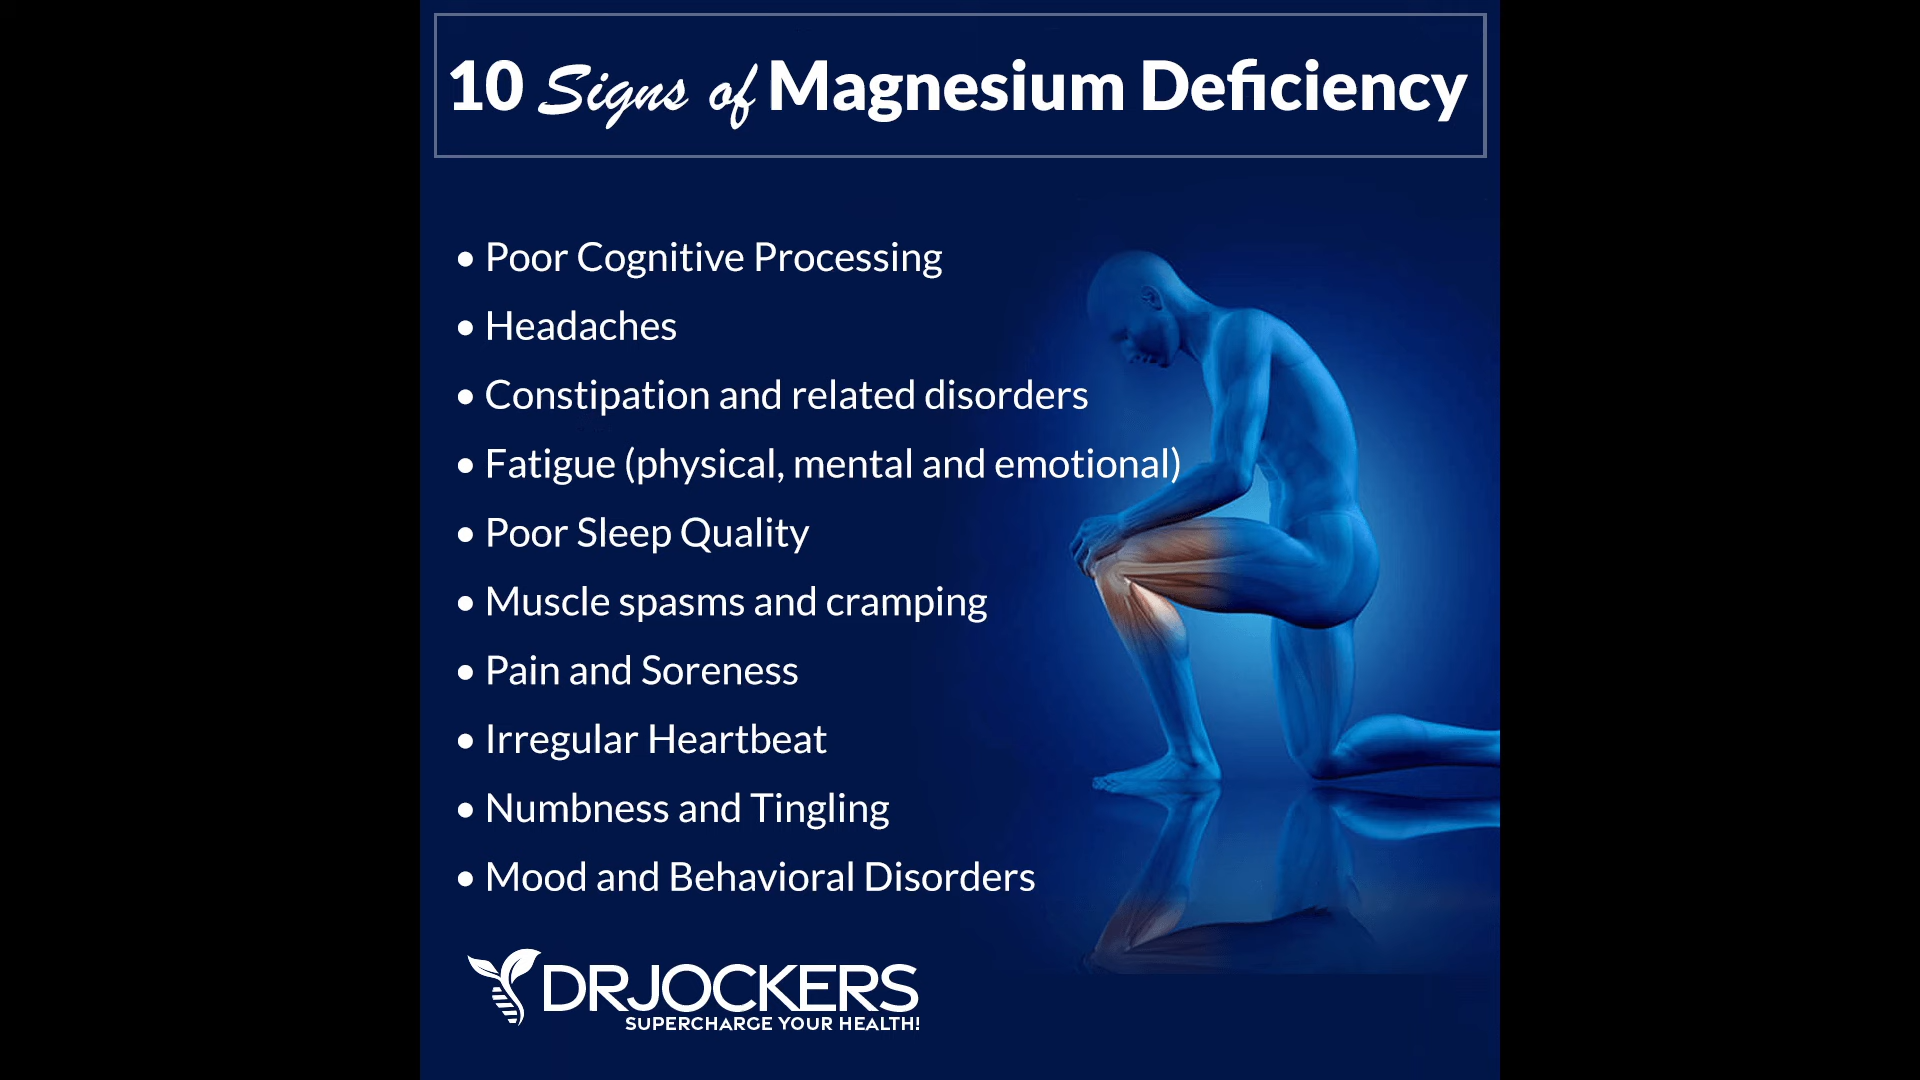 10 Signs of Magnesium Deficiency
• Poor Cognitive Processing
• Headaches
• Constipation and related disorders
• Fatigue (physical, mental and emotional)
• Poor Sleep Quality
• Muscle spasms and cramping
• Pain and Soreness
• Irregular Heartbeat
• Numbness and Tingling
• Mood and Behavioral Disorders
DRJOCKERS
SUPERCHARGE YOUR HEALTH!